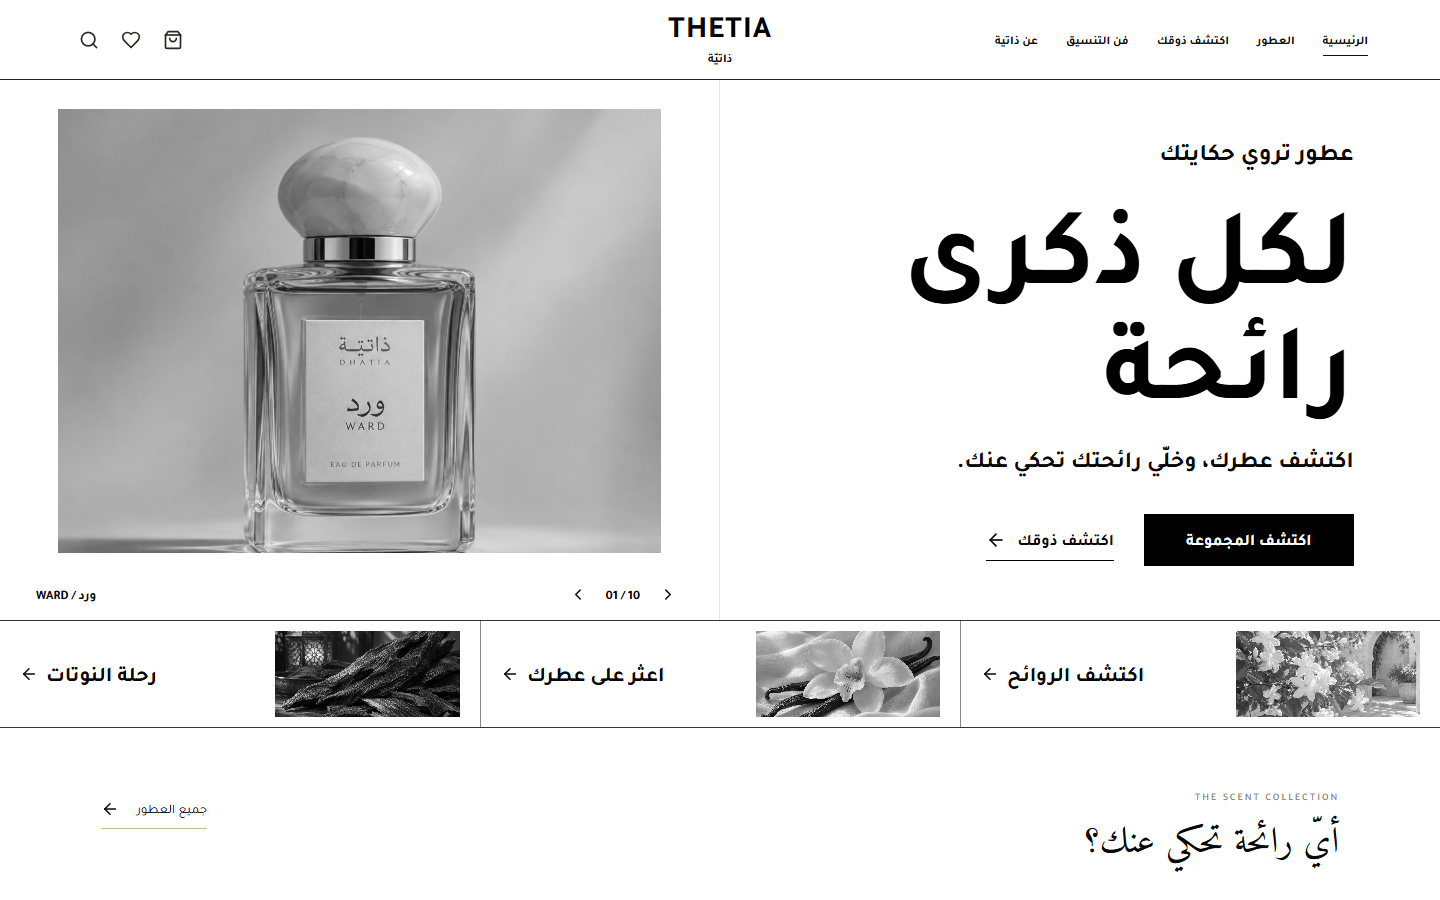 THETIA
ذاتيّة
الرئيسية
العطور
اكتشف ذوقك
فن التنسيق
عن ذاتية
عطور تروي حكايتك
لكل ذكرى
رائحة
اكتشف عطرك، وخلّي رائحتك تحكي عنك.
اكتشف المجموعة
اكتشف ذوقك
ذاتيّة
DHATIA
ورد
WARD
EAU DE PARFUM
01 / 10
ورد / WARD
اكتشف الروائح
اعثر على عطرك
رحلة النوتات
THE SCENT COLLECTION
أيّ رائحة تحكي عنك؟
جميع العطور